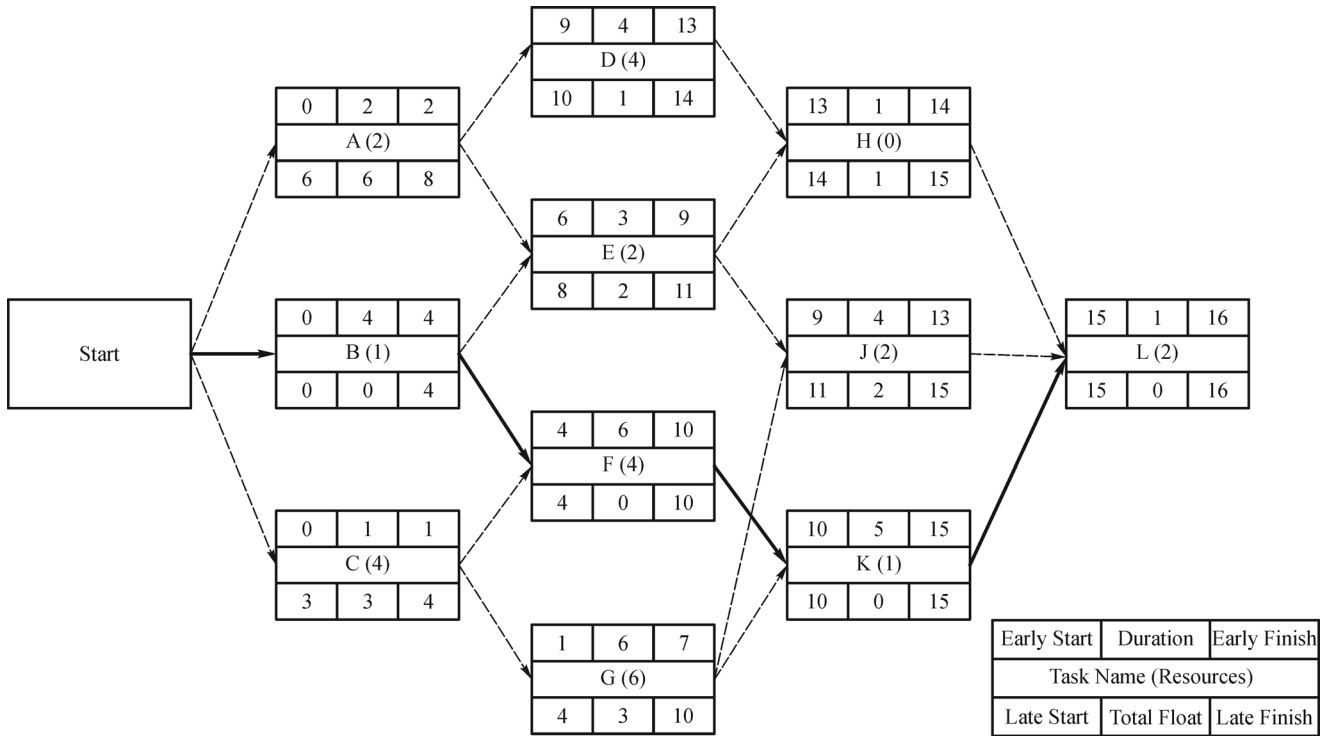 9 4 13
D (4)
10 1 14
0 2 2
A (2)
6 6 8
13 1 14
H (0)
14 1 15
6 3 9
E (2)
8 2 11
Start
0 4 4
B (1)
0 0 4
9 4 13
J (2)
11 2 15
15 1 16
L (2)
15 0 16
4 6 10
F (4)
4 0 10
0 1 1
C (4)
3 3 4
10 5 15
K (1)
10 0 15
1 6 7
G (6)
4 3 10
Early Start Duration Early Finish
Task Name (Resources)
Late Start Total Float Late Finish